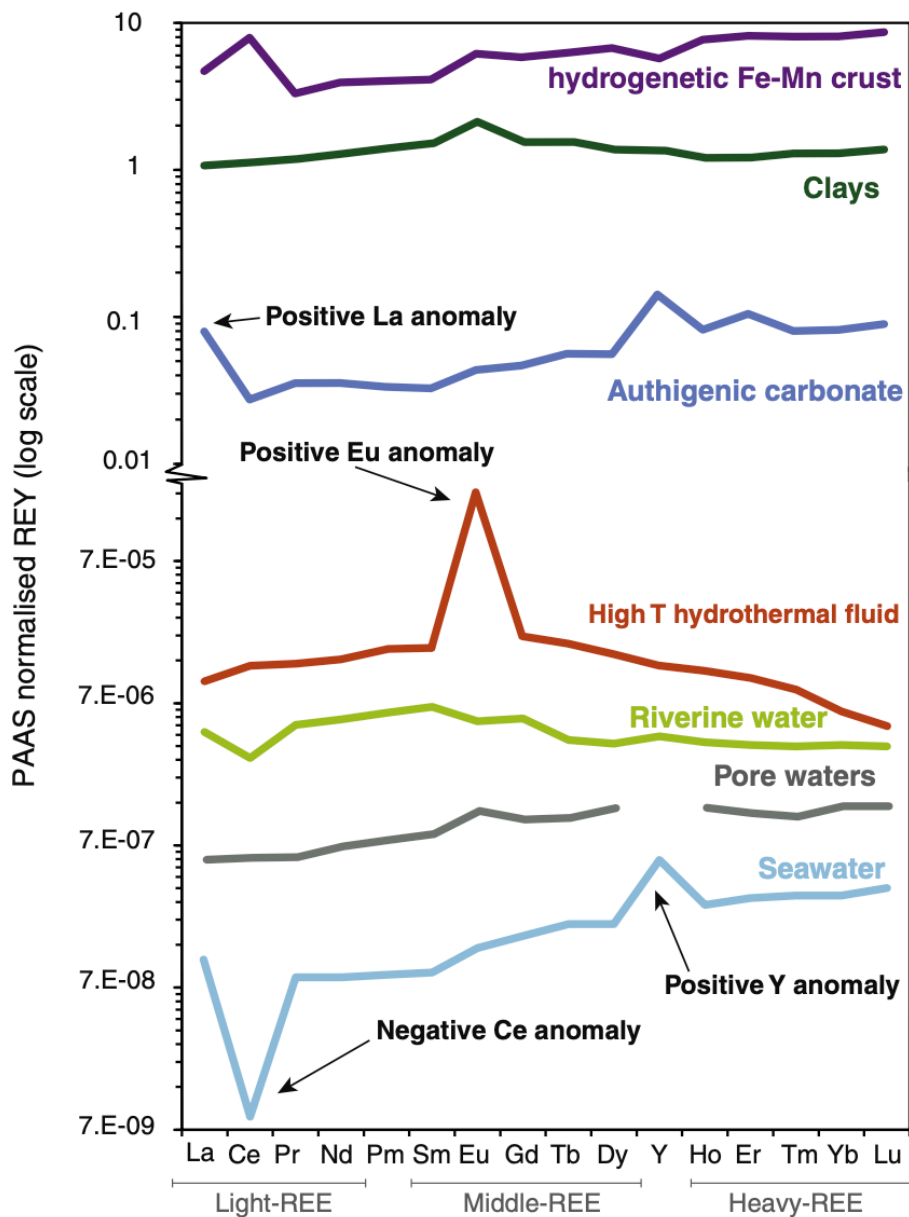 PAAS normalised REY (log scale)
10
hydrogenetic Fe-Mn crust
1
Clays
0.1
Positive La anomaly
Authigenic carbonate
Positive Eu anomaly
0.01
7.E-05
High T hydrothermal fluid
7.E-06
Riverine water
Pore waters
7.E-07
Seawater
7.E-08
Positive Y anomaly
Negative Ce anomaly
7.E-09
La Ce Pr Nd Pm Sm Eu Gd Tb Dy Y Ho Er Tm Yb Lu
Light-REE Middle-REE Heavy-REE